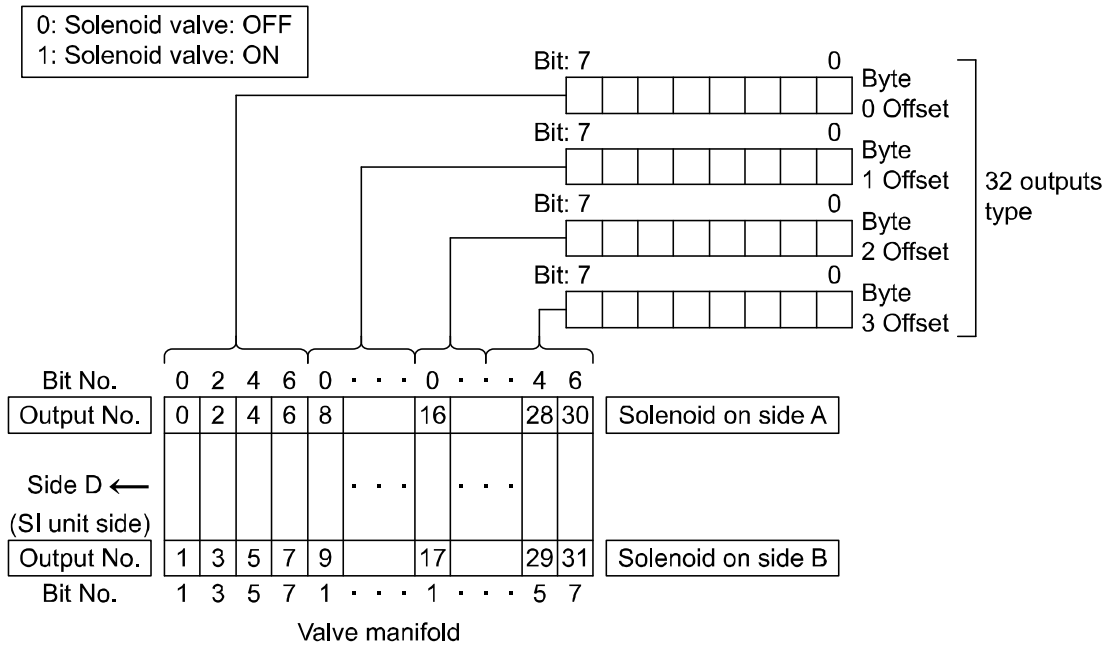 0: Solenoid valve: OFF
1: Solenoid valve: ON
Bit: 7 0
Byte
0 Offset
Bit: 7 0
Byte
1 Offset
Bit: 7 0
Byte
2 Offset
Bit: 7 0
Byte
3 Offset
32 outputs
type
Bit No. 0 2 4 6 0 · · · 0 · · · 4 6
Output No. 0 2 4 6 8 16 28 30 Solenoid on side A
Side D ← · · · · · ·
(SI unit side)
Output No. 1 3 5 7 9 17 29 31 Solenoid on side B
Bit No. 1 3 5 7 1 · · · 1 · · · 5 7
Valve manifold